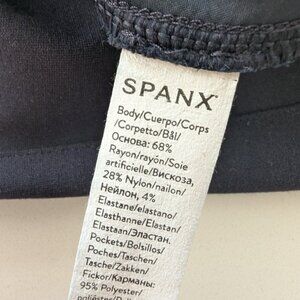 SPANX
Body/Cuerpo/Corps
/Corpetto/Bål/
Основа: 68%
Rayon/rayón/Soie
artificielle/Вискоза,
28% Nylon/nailon/
Нейлон, 4%
Elastane/elastano/
Elasthanne/Elastan/
Elastaan/Эластан.
Pockets/Bolsillos/
Poches/Taschen/
Tasche/Zakken/
Fickor/Карманы:
95% Polyester/